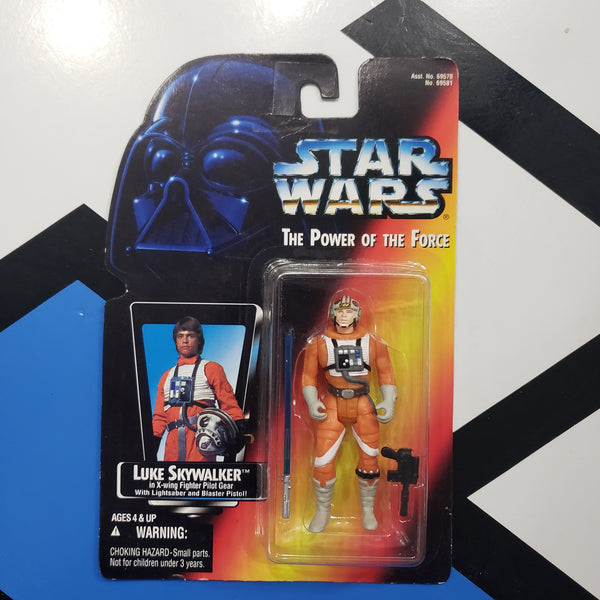 Asst. No. 69570
No. 69581
STAR
WARS®
THE POWER OF THE FORCE
LUKE SKYWALKER™
in X-wing Fighter Pilot Gear
With Lightsaber and Blaster Pistol!
AGES 4 & UP
WARNING:
CHOKING HAZARD-Small parts.
Not for children under 3 years.